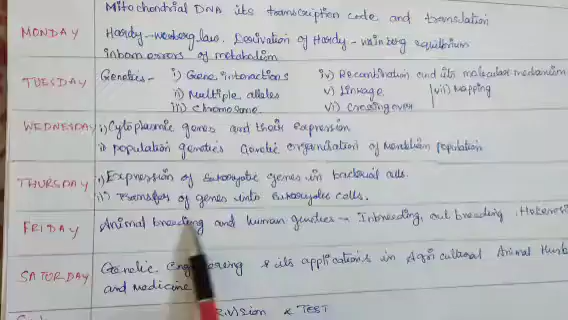 Mitochondrial DNA its transcription code and translation
MONDAY
Hardy-weinberg law. Derivation of Hardy-weinberg equilibrium
inborn errors of metabolism
TUESDAY
Genetics - i) Gene interactions iv) Recombination and its molecular mechanism
ii) Multiple alleles v) Linkage vii) Mapping
iii) chromosome vi) Crossing over
WEDNESDAY
i) Cytoplasmic genes and their expression
ii) population genetics Genetic organisation of Mendelian population
THURSDAY
i) Expression of Eukaryotic genes in bacterial cells.
ii) Transfer of genes into Eukaryotic cells.
FRIDAY
Animal breeding and human genetics - Inbreeding, out breeding, Heterosi
SATURDAY
Genetic Engineering & its applications in Agricultural Animal Husb
and Medicine
REVISION & TEST